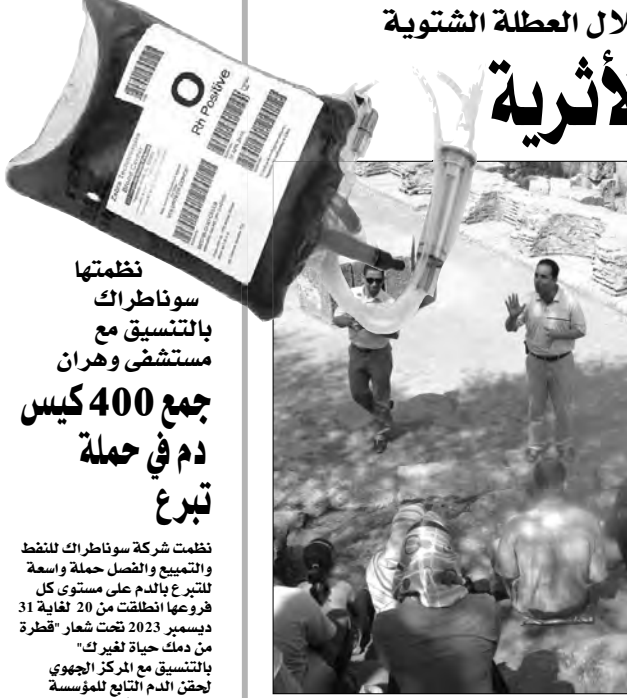 لال العطلة الشتوية
لأثرية
O
Rh Positive
نظمتها
سوناطراك
بالتنسيق مع
مستشفى وهران
جمع 400 كيس
دم في حملة
تبرع
نظمت شركة سوناطراك للنفط
والتمييع والفصل حملة واسعة
للتبرع بالدم على مستوى كل
فروعها انطلقت من 20 لغاية 31
ديسمبر 2023 تحت شعار "قطرة
من دمك حياة لغيرك"
بالتنسيق مع المركز الجهوي
لحقن الدم التابع للمؤسسة